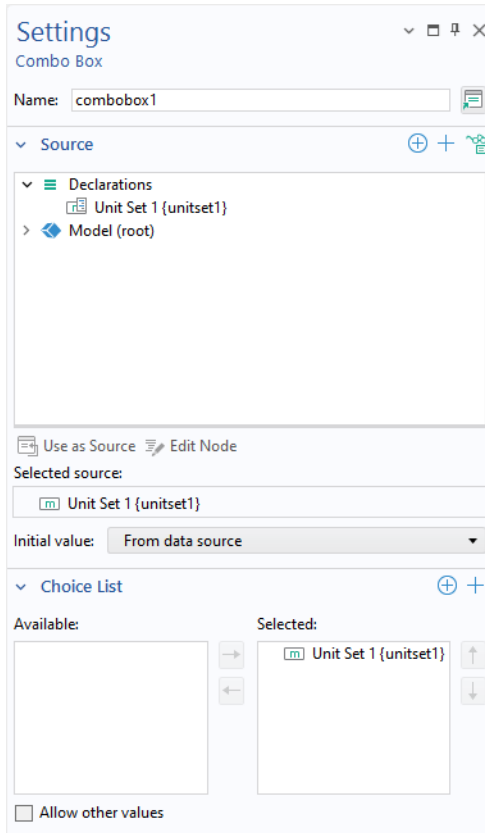 Settings
Combo Box
Name: combobox1
Source
Declarations
Unit Set 1 {unitset1}
Model (root)
Use as Source Edit Node
Selected source:
m Unit Set 1 {unitset1}
Initial value: From data source
Choice List
Available: Selected:
m Unit Set 1 {unitset1}
Allow other values